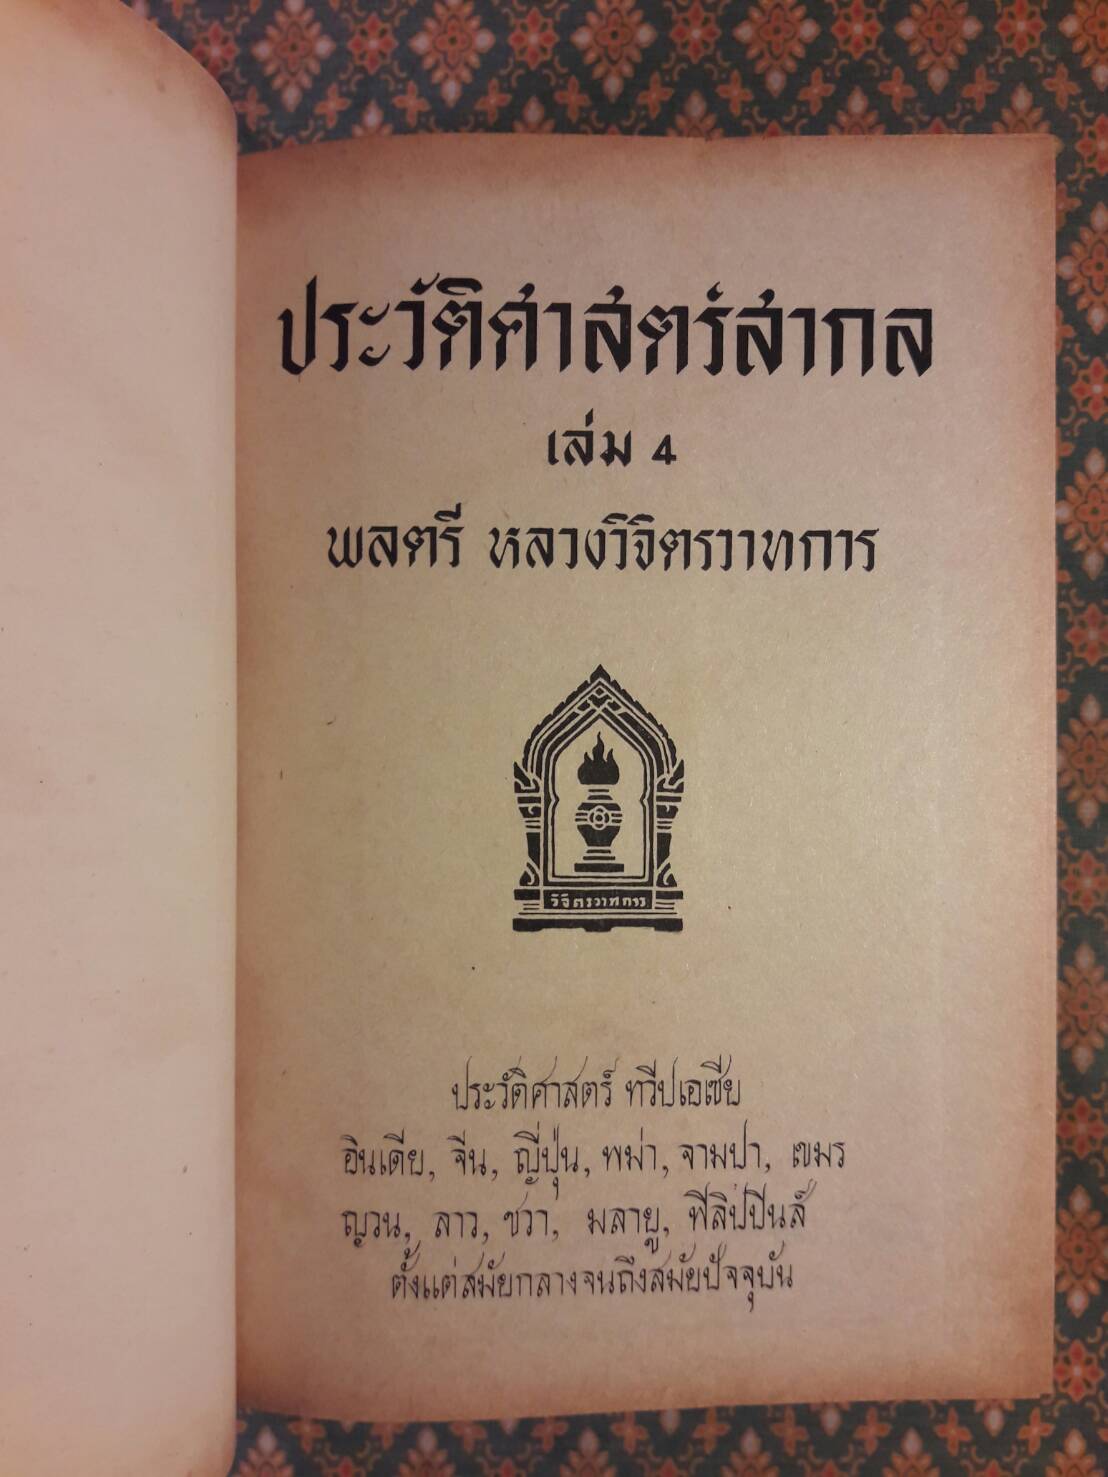 ประวัติศาสตร์สากล
เล่ม 4
พลตรี หลวงวิจิตรวาทการ
วิจิตรวาทการ
ประวัติศาสตร์ ทวีปเอเซีย
อินเดีย, จีน, ญี่ปุ่น, พม่า, จามปา, เขมร
ญวน, ลาว, ชวา, มลายู, ฟิลิปปินส์
ตั้งแต่สมัยกลางจนถึงสมัยปัจจุบัน